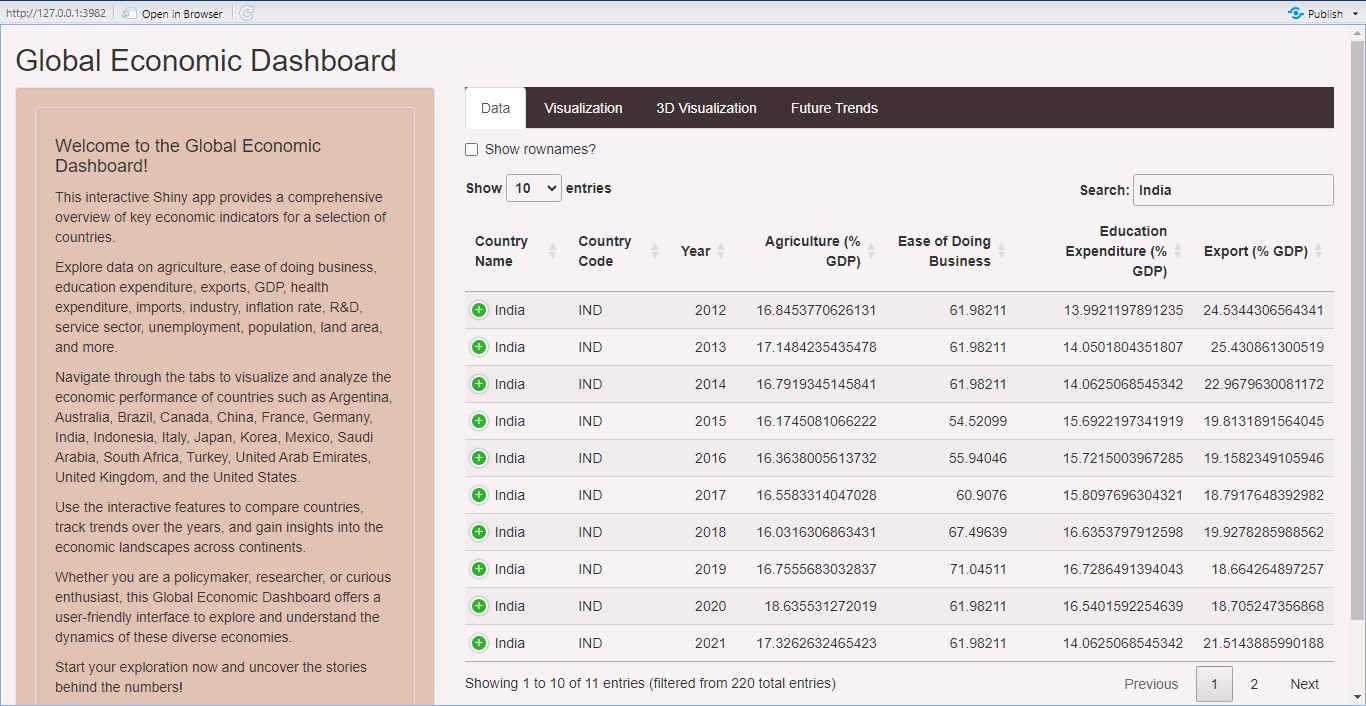 http://127.0.0.1:3982 Open in Browser Publish
Global Economic Dashboard
Welcome to the Global Economic
Dashboard!
This interactive Shiny app provides a comprehensive
overview of key economic indicators for a selection of
countries.
Explore data on agriculture, ease of doing business,
education expenditure, exports, GDP, health
expenditure, imports, industry, inflation rate, R&D,
service sector, unemployment, population, land area,
and more.
Navigate through the tabs to visualize and analyze the
economic performance of countries such as Argentina,
Australia, Brazil, Canada, China, France, Germany,
India, Indonesia, Italy, Japan, Korea, Mexico, Saudi
Arabia, South Africa, Turkey, United Arab Emirates,
United Kingdom, and the United States.
Use the interactive features to compare countries,
track trends over the years, and gain insights into the
economic landscapes across continents.
Whether you are a policymaker, researcher, or curious
enthusiast, this Global Economic Dashboard offers a
user-friendly interface to explore and understand the
dynamics of these diverse economies.
Start your exploration now and uncover the stories
behind the numbers!
Data Visualization 3D Visualization Future Trends
Show rownames?
Show 10 entries Search: India
Country Name Country Code Year Agriculture (% GDP) Ease of Doing Business Education Expenditure (% GDP) Export (% GDP)
India IND 2012 16.8453770626131 61.98211 13.9921197891235 24.5344306564341
India IND 2013 17.1484235435478 61.98211 14.0501804351807 25.430861300519
India IND 2014 16.7919345145841 61.98211 14.0625068545342 22.9679630081172
India IND 2015 16.1745081066222 54.52099 15.6922197341919 19.8131891564045
India IND 2016 16.3638005613732 55.94046 15.7215003967285 19.1582349105946
India IND 2017 16.5583314047028 60.9076 15.8097696304321 18.7917648392982
India IND 2018 16.0316306863431 67.49639 16.6353797912598 19.9278285988562
India IND 2019 16.7555683032837 71.04511 16.7286491394043 18.664264897257
India IND 2020 18.635531272019 61.98211 16.5401592254639 18.705247356868
India IND 2021 17.3262632465423 61.98211 14.0625068545342 21.5143885990188
Showing 1 to 10 of 11 entries (filtered from 220 total entries) Previous 1 2 Next